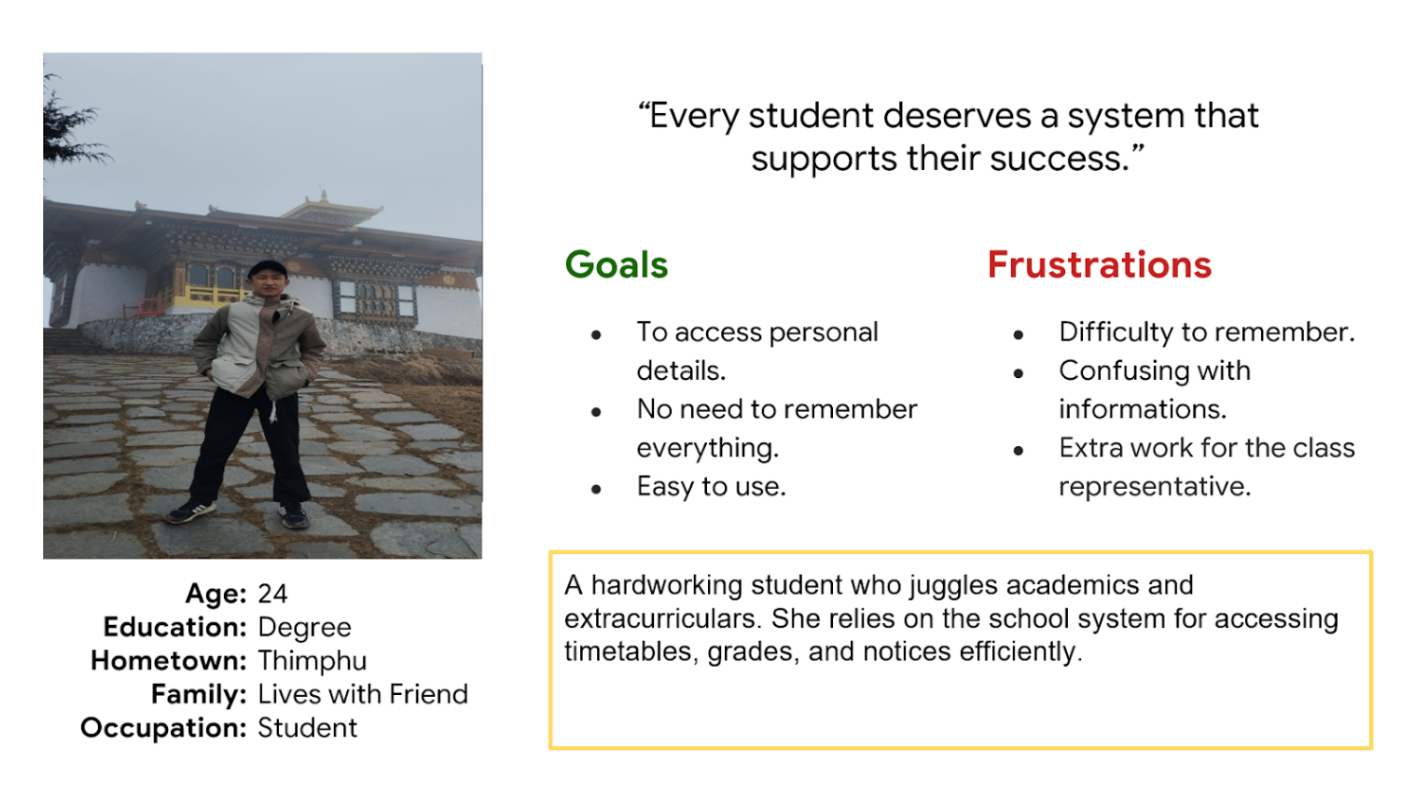 “Every student deserves a system that
supports their success.”
Goals
To access personal
details.
No need to remember
everything.
Easy to use.
Frustrations
Difficulty to remember.
Confusing with
informations.
Extra work for the class
representative.
Age: 24
Education: Degree
Hometown: Thimphu
Family: Lives with Friend
Occupation: Student
A hardworking student who juggles academics and
extracurriculars. She relies on the school system for accessing
timetables, grades, and notices efficiently.